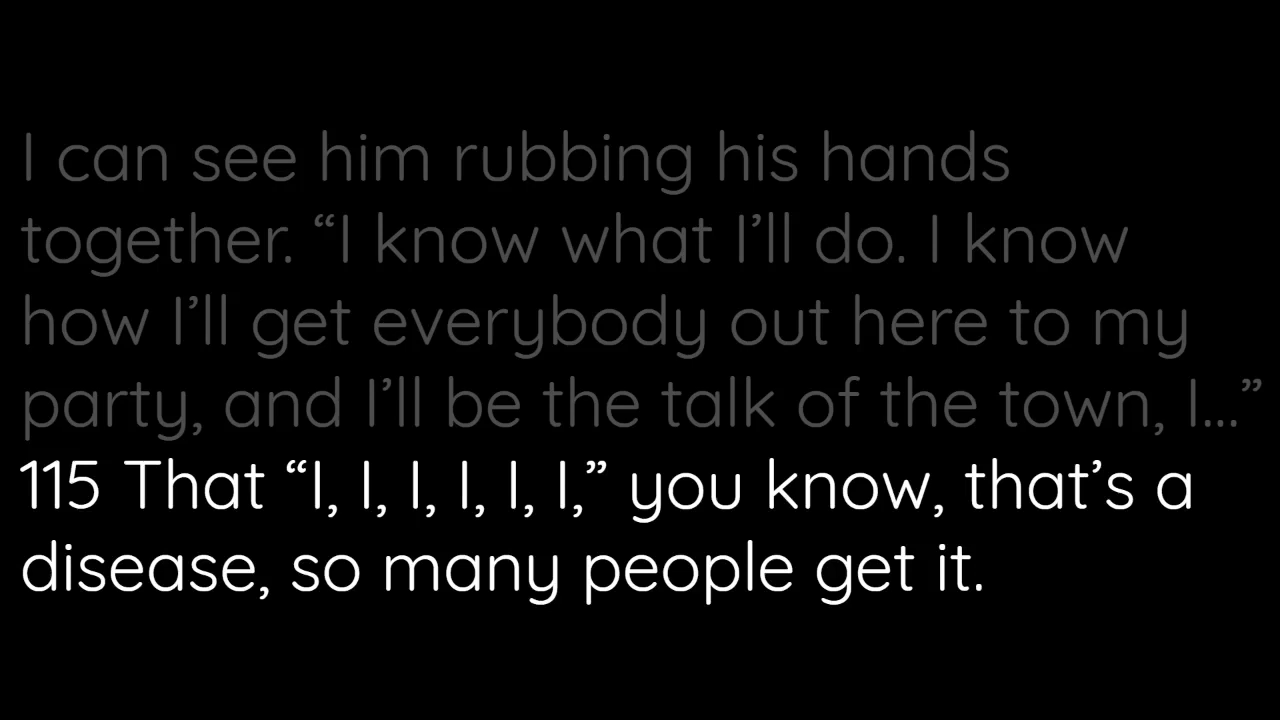 I can see him rubbing his hands
together. “I know what I’ll do. I know
how I’ll get everybody out here to my
party, and I’ll be the talk of the town, I...”
115 That “I, I, I, I, I, I,” you know, that’s a
disease, so many people get it.